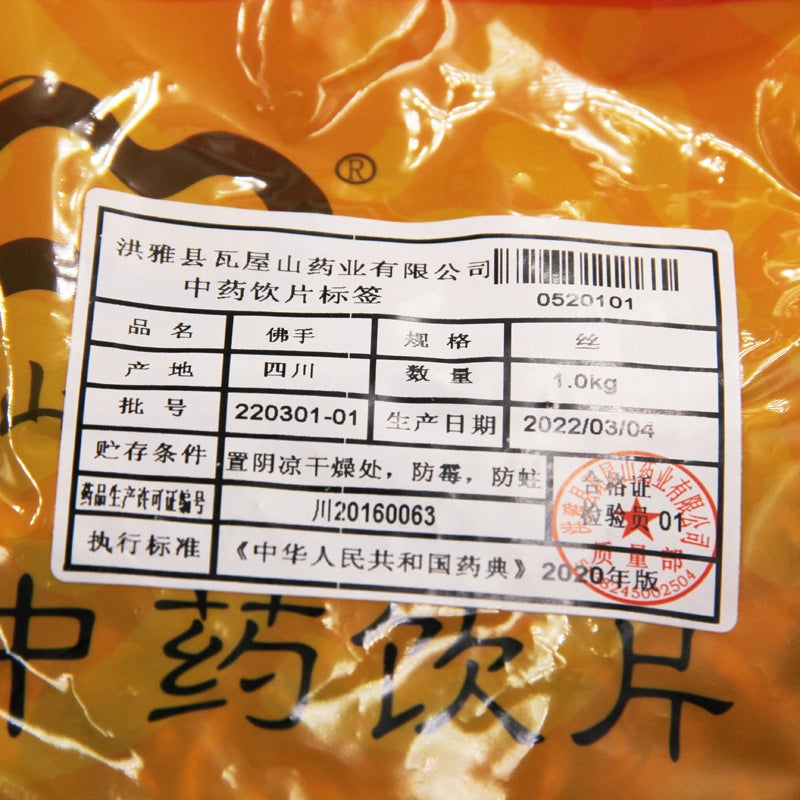 ®
洪雅县瓦屋山药业有限公司
中药饮片标签
0520101
品名 佛手 规格 丝
产地 四川 数量 1.0kg
批号 220301-01 生产日期 2022/03/04
贮存条件 置阴凉干燥处，防霉，防蛀
合格证
检验员 01
药品生产许可证编号 川20160063
执行标准 《中华人民共和国药典》2020年版
质量部
中药饮片